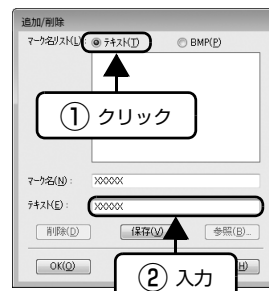 追加/削除
マーク名リスト(L): テキスト(T) BMP(P)
① クリック
マーク名(N): XXXXXX
テキスト(E): XXXXXX
削除(D) 保存(V) 参照(B)...
OK(O) H)
② 入力